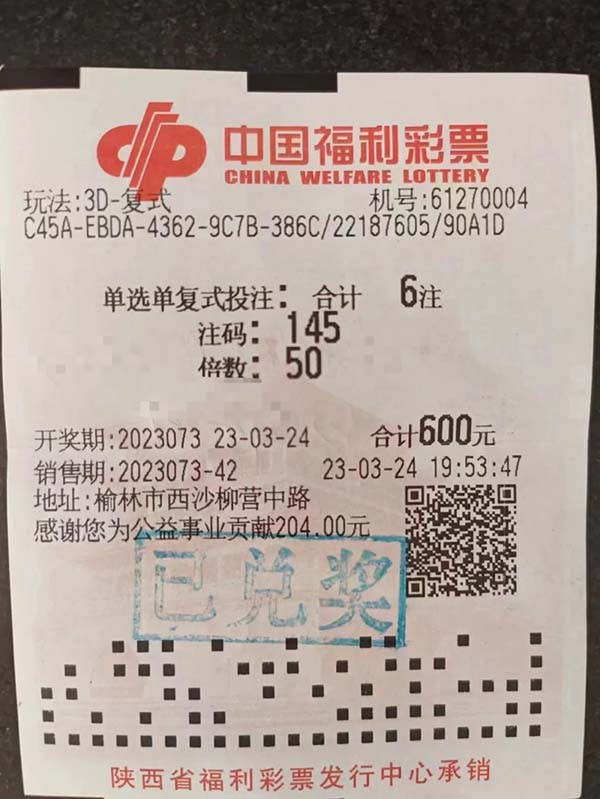 中国福利彩票
CHINA WELFARE LOTTERY
玩法:3D-复式 机号:61270004
C45A-EBDA-4362-9C7B-386C/22187605/90A1D
单选单复式投注: 合计 6注
注码: 145
倍数: 50
开奖期:2023073 23-03-24 合计600元
销售期:2023073-42 23-03-24 19:53:47
地址:榆林市西沙柳营中路
感谢您为公益事业贡献204.00元
已兑奖
陕西省福利彩票发行中心承销